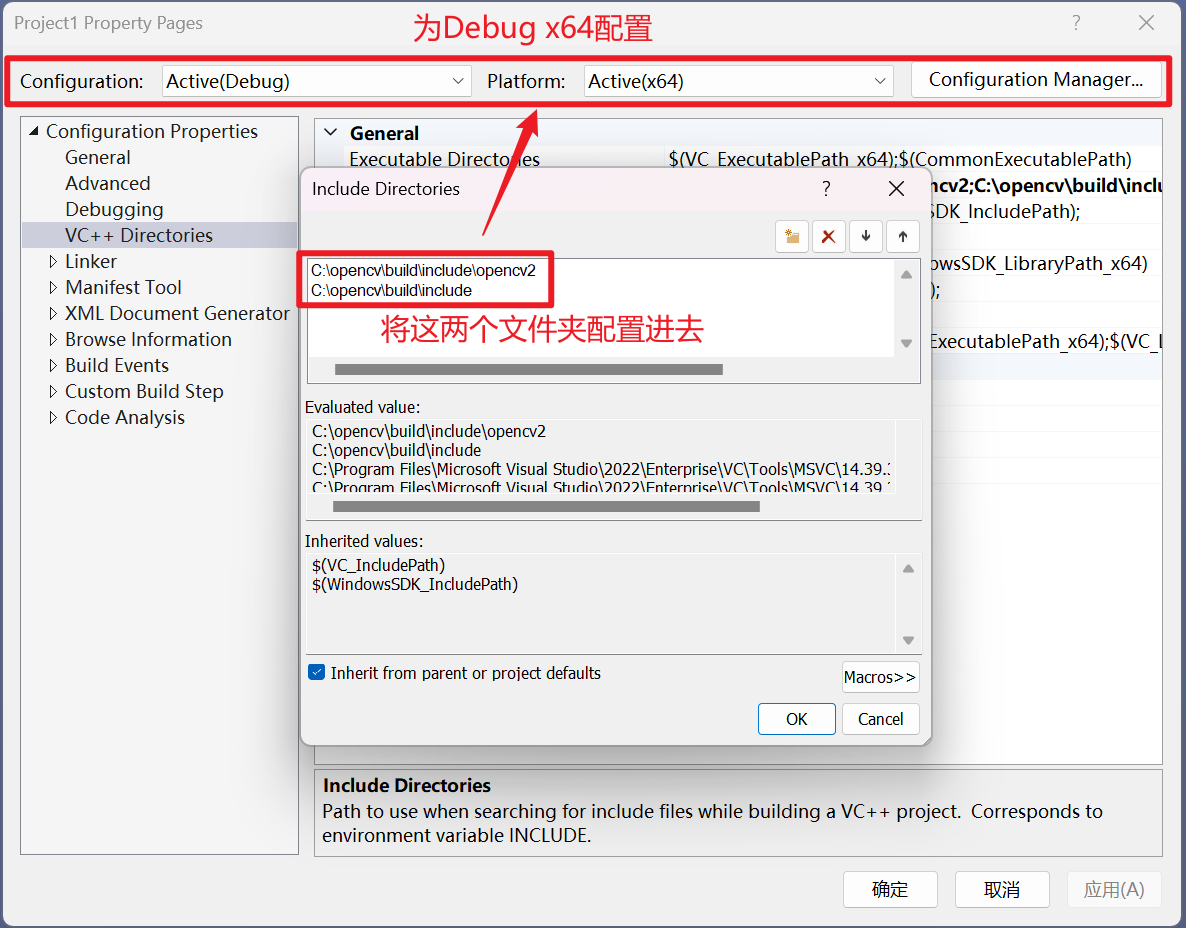 Project1 Property Pages
为Debug x64配置
?
Configuration:
Active(Debug)
Platform:
Active(x64)
Configuration Manager...
Configuration Properties
General
Advanced
Debugging
VC++ Directories
Linker
Manifest Tool
XML Document Generator
Browse Information
Build Events
Custom Build Step
Code Analysis
General
Executable Directories
$(VC_ExecutablePath_x64);$(CommonExecutablePath)
ncv2;C:\opencv\build\inclu
SDK_IncludePath);
owsSDK_LibraryPath_x64)
);
ExecutablePath_x64);$(VC_I
Include Directories
?
C:\opencv\build\include\opencv2
C:\opencv\build\include
将这两个文件夹配置进去
Evaluated value:
C:\opencv\build\include\opencv2
C:\opencv\build\include
C:\Program Files\Microsoft Visual Studio\2022\Enterprise\VC\Tools\MSVC\14.39.
C:\Program Files\Microsoft Visual Studio\2022\Enterprise\VC\Tools\MSVC\14.39.
Inherited values:
$(VC_IncludePath)
$(WindowsSDK_IncludePath)
Inherit from parent or project defaults
Macros>>
OK
Cancel
Include Directories
Path to use when searching for include files while building a VC++ project.  Corresponds to
environment variable INCLUDE.
确定
取消
应用(A)